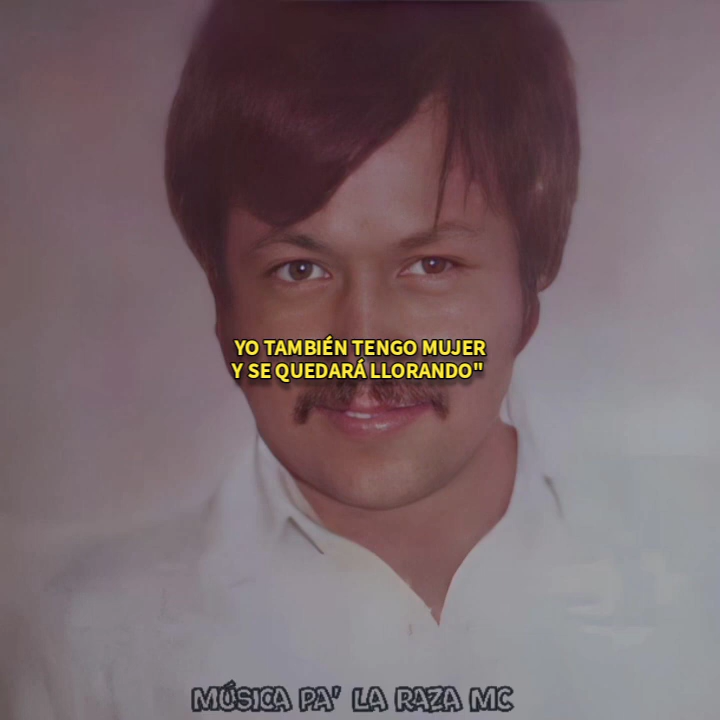 YO TAMBIÉN TENGO MUJER
Y SE QUEDARÁ LLORANDO"
MÚSICA PA' LA RAZA MC